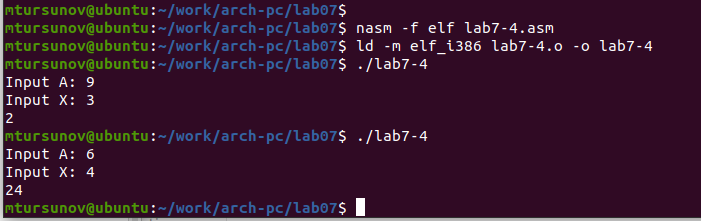 mtursunov@ubuntu:~/work/arch-pc/lab07$
mtursunov@ubuntu:~/work/arch-pc/lab07$ nasm -f elf lab7-4.asm
mtursunov@ubuntu:~/work/arch-pc/lab07$ ld -m elf_i386 lab7-4.o -o lab7-4
mtursunov@ubuntu:~/work/arch-pc/lab07$ ./lab7-4
Input A: 9
Input X: 3
2
mtursunov@ubuntu:~/work/arch-pc/lab07$ ./lab7-4
Input A: 6
Input X: 4
24
mtursunov@ubuntu:~/work/arch-pc/lab07$